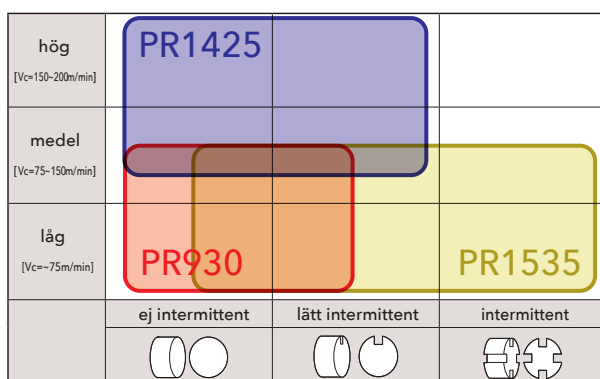 hög
[Vc=150~200m/min]
PR1425
medel
[Vc=75~150m/min]
låg
[Vc=~75m/min]
PR930
PR1535
ej intermittent
lätt intermittent
intermittent